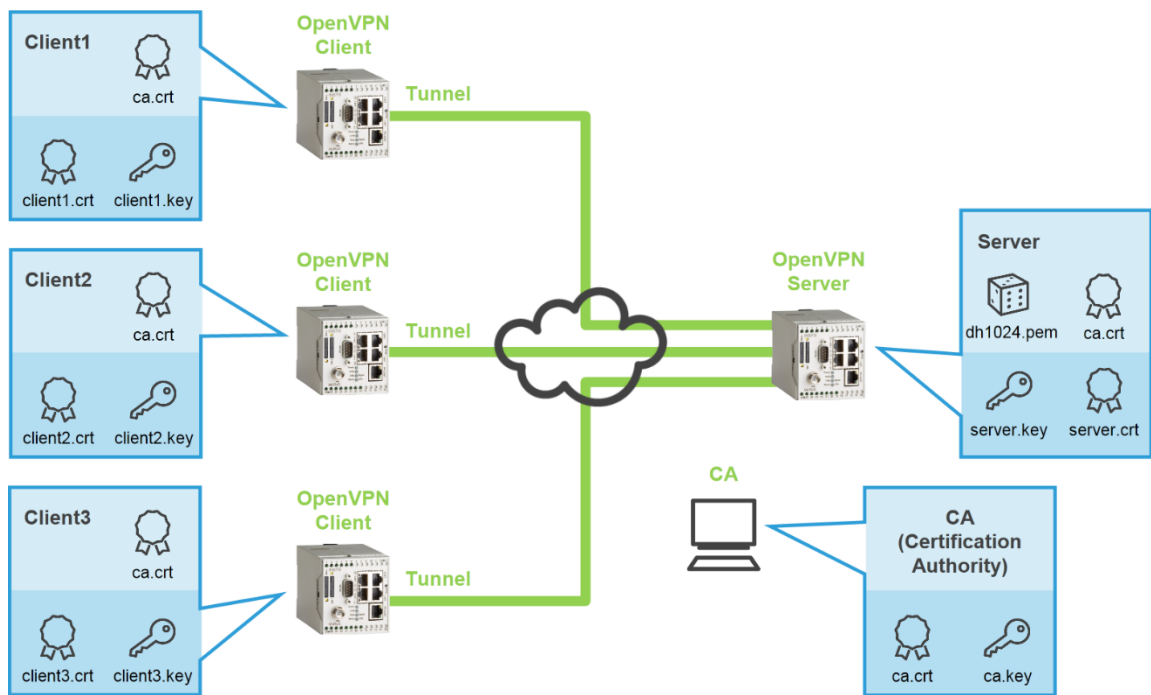 Client1
ca.crt
client1.crt
client1.key
OpenVPN
Client
Tunnel
Client2
ca.crt
client2.crt
client2.key
OpenVPN
Client
Tunnel
Client3
ca.crt
client3.crt
client3.key
OpenVPN
Client
Tunnel
OpenVPN
Server
Server
dh1024.pem
ca.crt
server.key
server.crt
CA
CA
(Certification
Authority)
ca.crt
ca.key